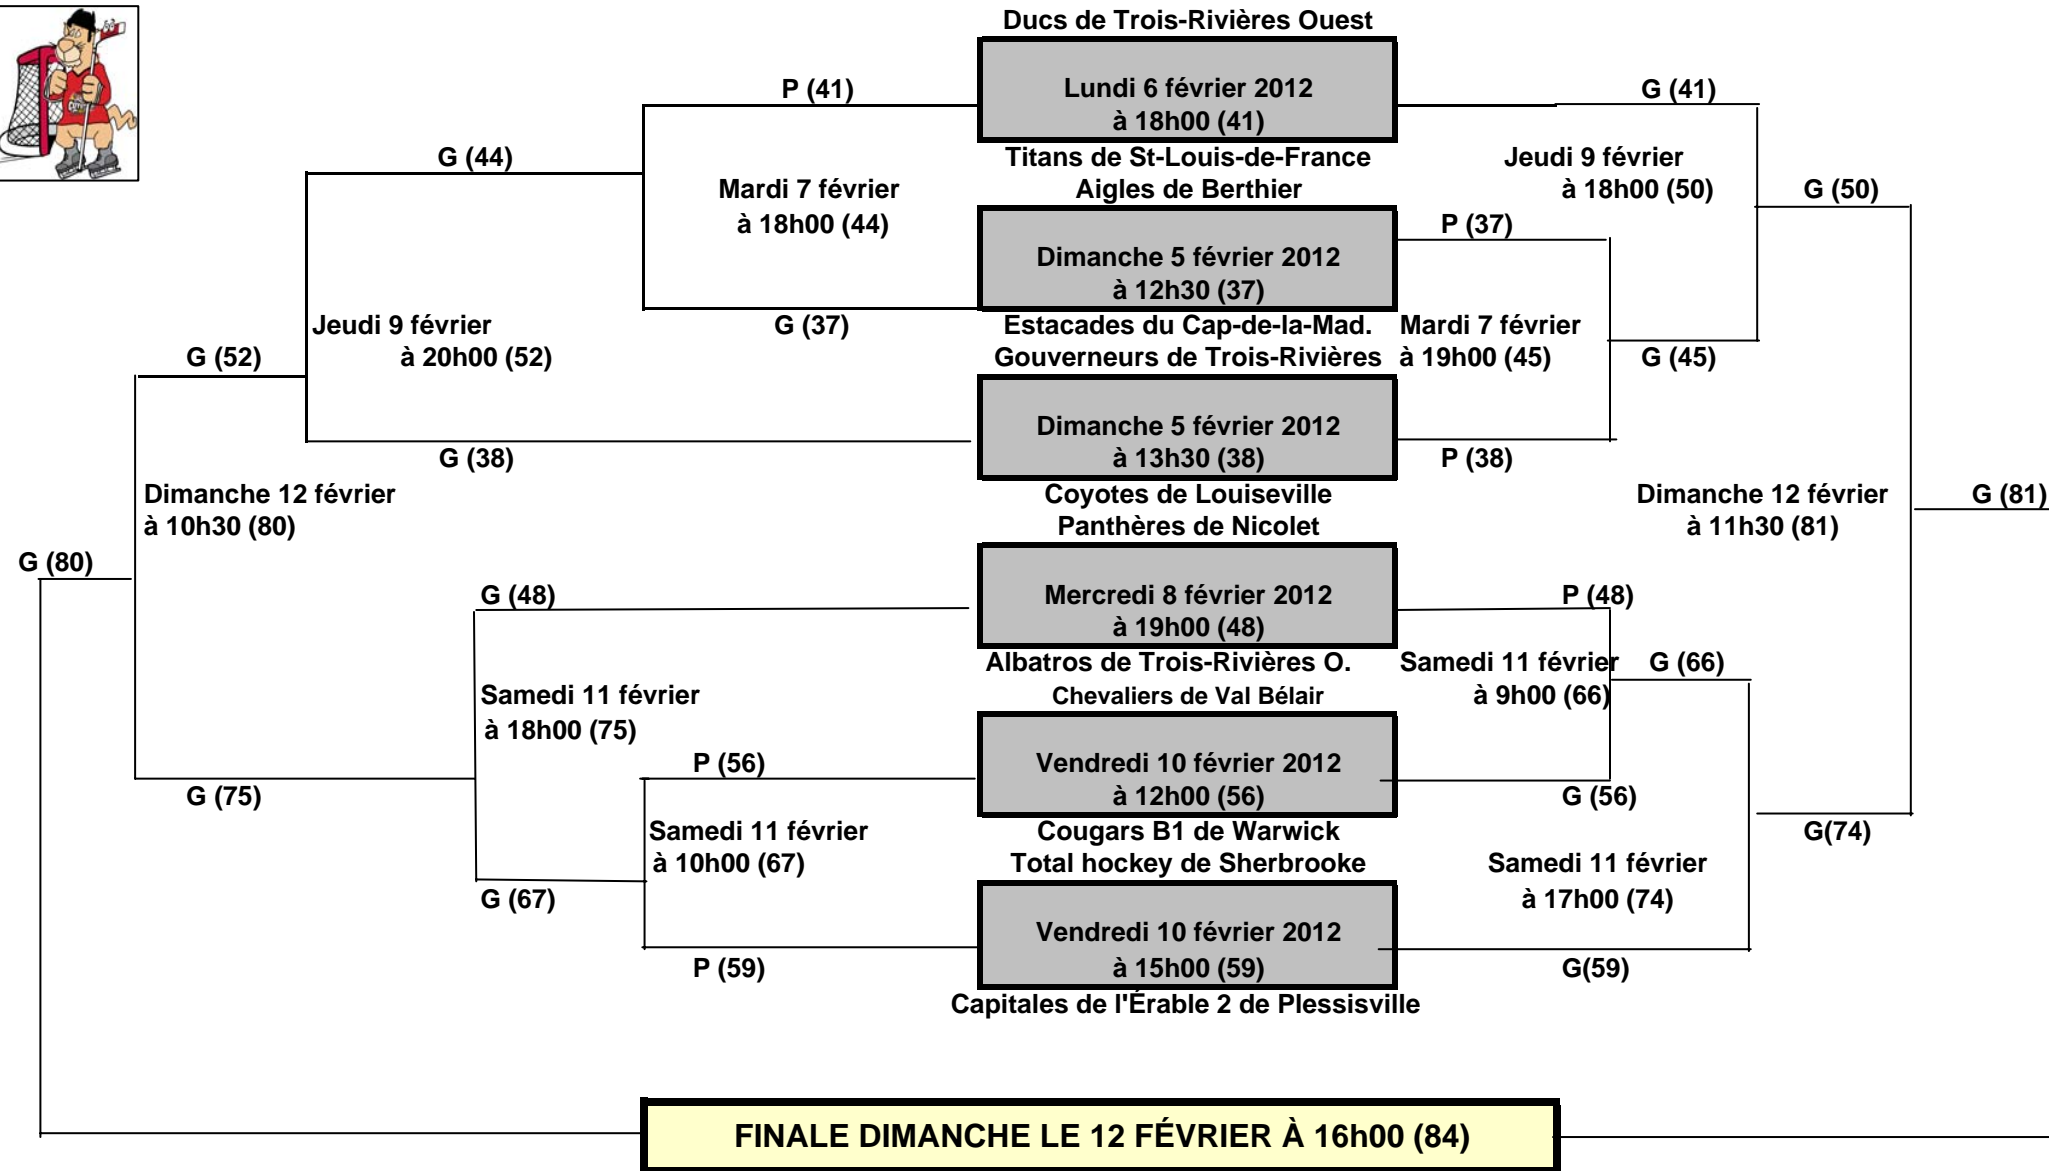 Ducs de Trois-Rivières Ouest
P (41)
Lundi 6 février 2012
à 18h00 (41)
G (41)
G (44)
Titans de St-Louis-de-France
Jeudi 9 février
à 18h00 (50)
Mardi 7 février
à 18h00 (44)
Aigles de Berthier
G (50)
P (37)
Dimanche 5 février 2012
à 12h30 (37)
G (37)
Estacades du Cap-de-la-Mad.
Mardi 7 février
à 19h00 (45)
Jeudi 9 février
à 20h00 (52)
G (52)
Gouverneurs de Trois-Rivières
G (45)
Dimanche 5 février 2012
à 13h30 (38)
G (38)
P (38)
Dimanche 12 février
à 10h30 (80)
Coyotes de Louiseville
Panthères de Nicolet
Dimanche 12 février
à 11h30 (81)
G (81)
G (80)
G (48)
Mercredi 8 février 2012
à 19h00 (48)
P (48)
Albatros de Trois-Rivières O.
Samedi 11 février
à 9h00 (66)
G (66)
Samedi 11 février
à 18h00 (75)
Chevaliers de Val Bélair
P (56)
Vendredi 10 février 2012
à 12h00 (56)
G (75)
G (56)
Samedi 11 février
à 10h00 (67)
Cougars B1 de Warwick
G(74)
Total hockey de Sherbrooke
Samedi 11 février
à 17h00 (74)
G (67)
Vendredi 10 février 2012
à 15h00 (59)
P (59)
G(59)
Capitales de l'Érable 2 de Plessisville
FINALE DIMANCHE LE 12 FÉVRIER À 16h00 (84)